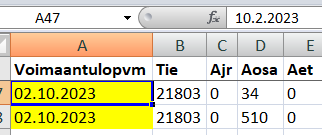 A47 fx 10.2.2023
A B C D E
Voimaantulopvm Tie Ajr Aosa Aet
02.10.2023 21803 0 34 0
02.10.2023 21803 0 510 0